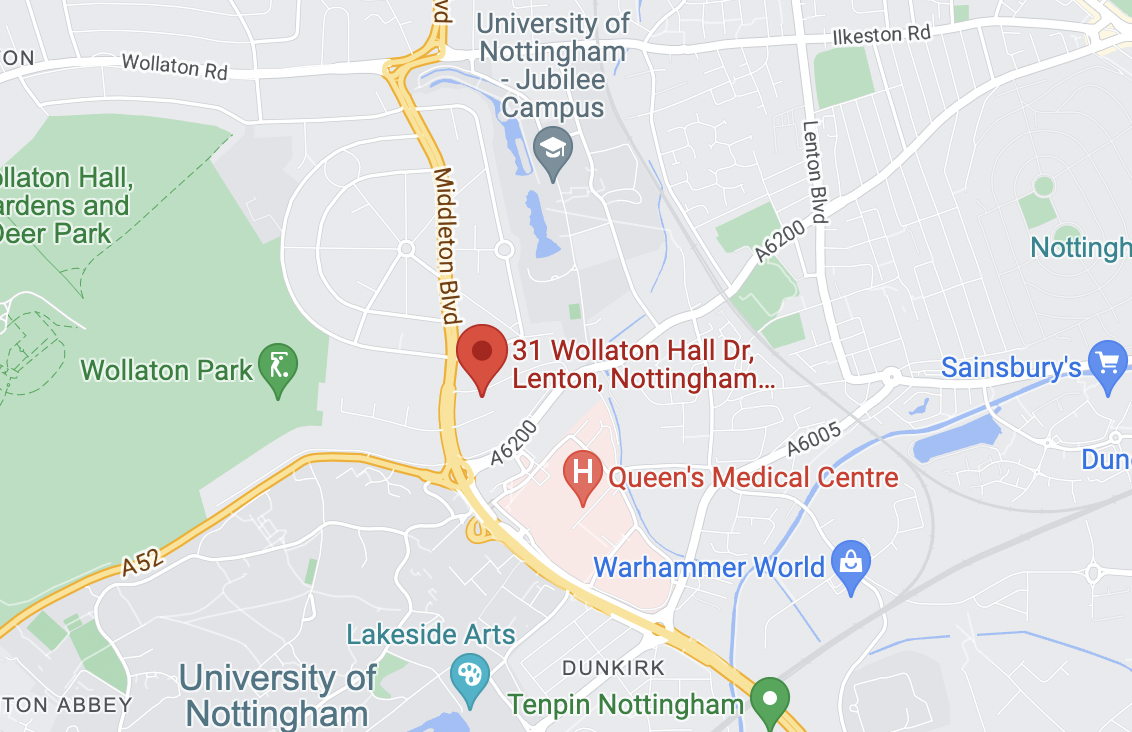 vd
University of
Nottingham
- Jubilee
Campus
Ilkeston Rd
ON
Wollaton Rd
Lenton Blvd
ollaton Hall,
ardens and
Deer Park
Middleton Blvd
A6200
Nottingh
31 Wollaton Hall Dr,
Lenton, Nottingham...
Wollaton Park
Sainsbury's
A6200
A6005
H
Queen's Medical Centre
Dun
A52
Warhammer World
Lakeside Arts
DUNKIRK
University of
Nottingham
TON ABBEY
Tenpin Nottingham